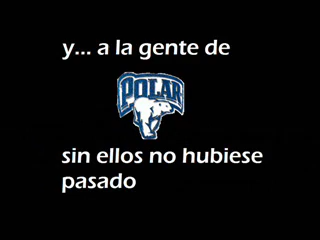 y... a la gente de
POLAR
sin ellos no hubiese
pasado